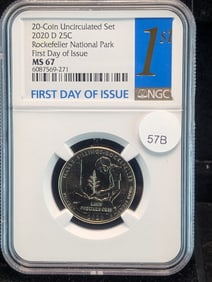 20-Coin Uncirculated Set
2020 D 25C
Rockefeller National Park
First Day of Issue
MS 67
6087569-271
1st
NGC
FIRST DAY OF ISSUE
57B